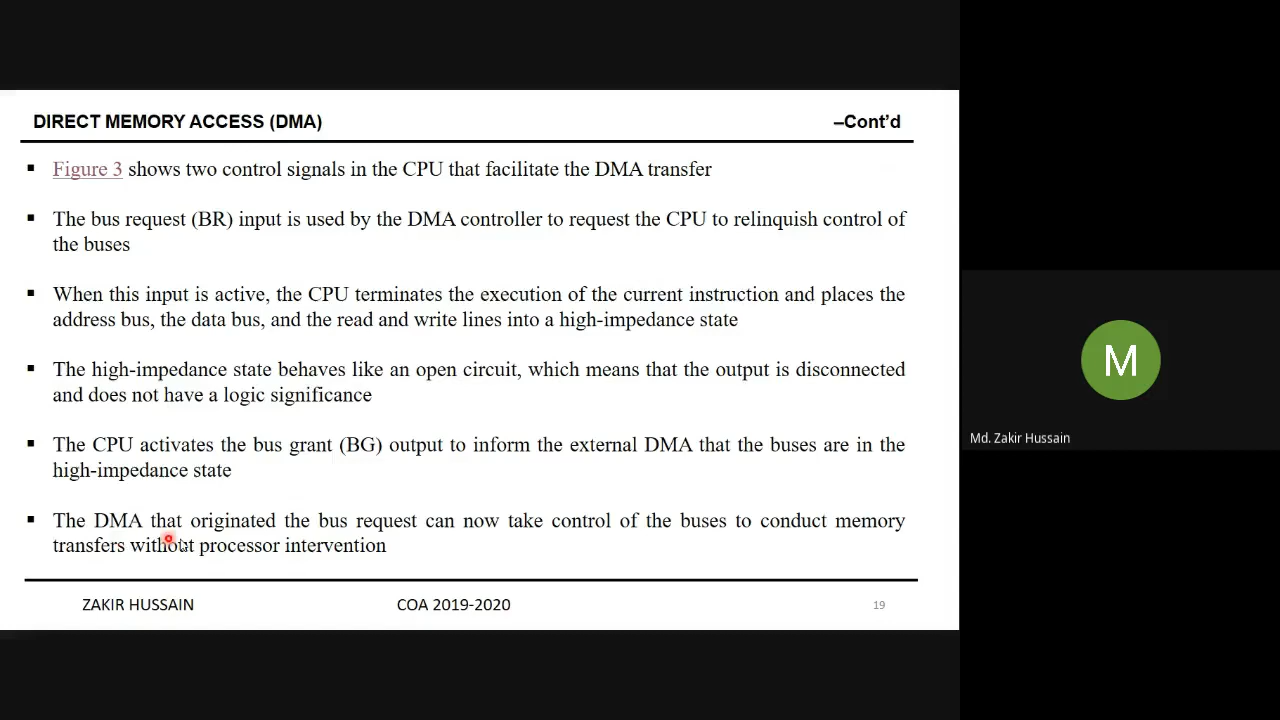 DIRECT MEMORY ACCESS (DMA) –Cont'd
▪ Figure 3 shows two control signals in the CPU that facilitate the DMA transfer
▪ The bus request (BR) input is used by the DMA controller to request the CPU to relinquish control of
the buses
▪ When this input is active, the CPU terminates the execution of the current instruction and places the
address bus, the data bus, and the read and write lines into a high-impedance state
▪ The high-impedance state behaves like an open circuit, which means that the output is disconnected
and does not have a logic significance
▪ The CPU activates the bus grant (BG) output to inform the external DMA that the buses are in the
high-impedance state
▪ The DMA that originated the bus request can now take control of the buses to conduct memory
transfers without processor intervention
ZAKIR HUSSAIN COA 2019-2020 19
M
Md. Zakir Hussain